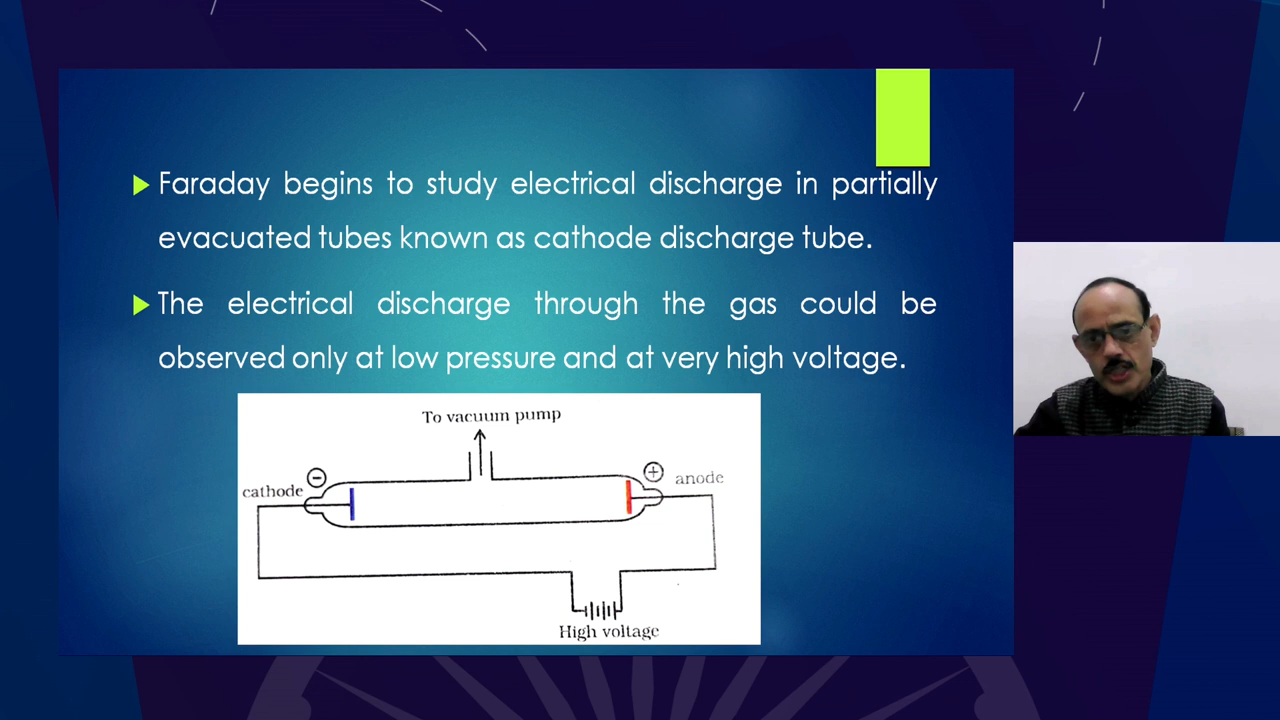 Faraday begins to study electrical discharge in partially
evacuated tubes known as cathode discharge tube.
The electrical discharge through the gas could be
observed only at low pressure and at very high voltage.
To vacuum pump
cathode
anode
High voltage